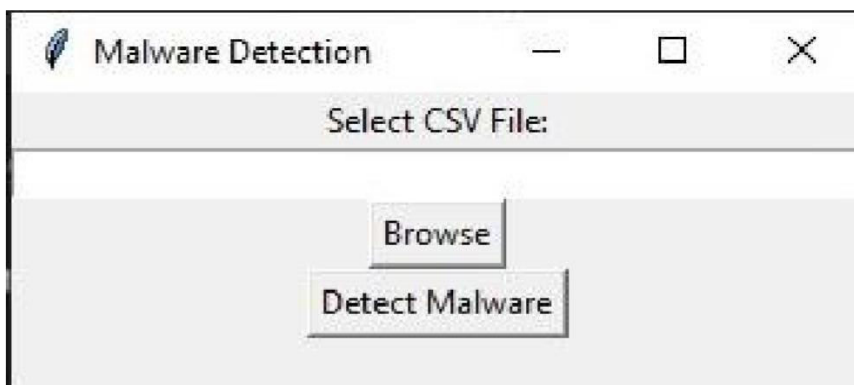 Malware Detection
Select CSV File:
Browse
Detect Malware